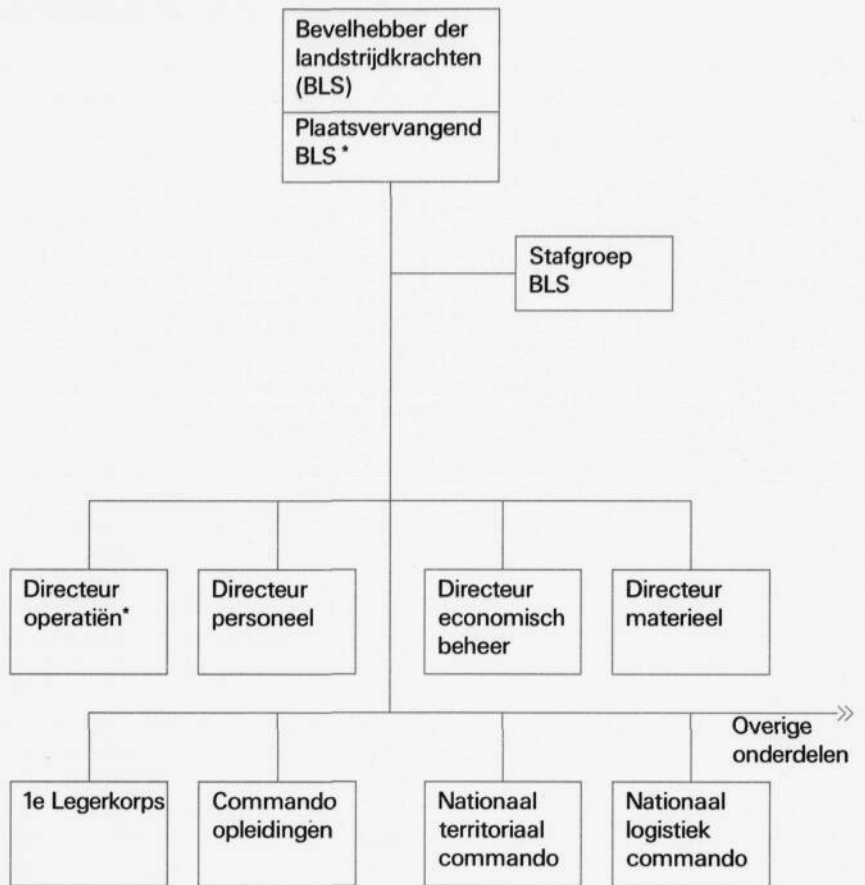 Bevelhebber der
landstrijdkrachten
(BLS)
Plaatsvervangend
BLS*
Stafgroep
BLS
Directeur
operatiën*
Directeur
personeel
Directeur
economisch
beheer
Directeur
materieel
Overige
onderdelen
1e Legerkorps
Commando
opleidingen
Nationaal
territoriaal
commando
Nationaal
logistiek
commando